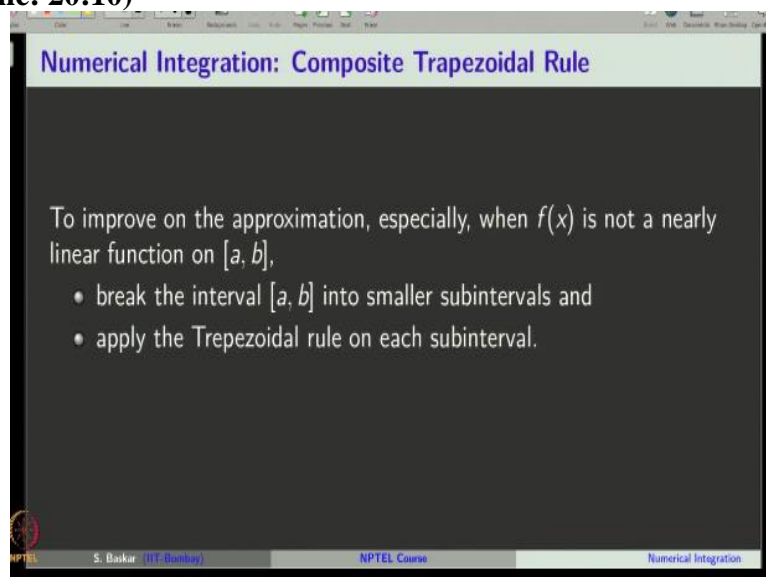 Numerical Integration: Composite Trapezoidal Rule
To improve on the approximation, especially, when f(x) is not a nearly
linear function on [a, b],
• break the interval [a, b] into smaller subintervals and
• apply the Trepezoidal rule on each subinterval.
NPTEL
S. Baskar (IIT-Bombay)
NPTEL Course
Numerical Integration